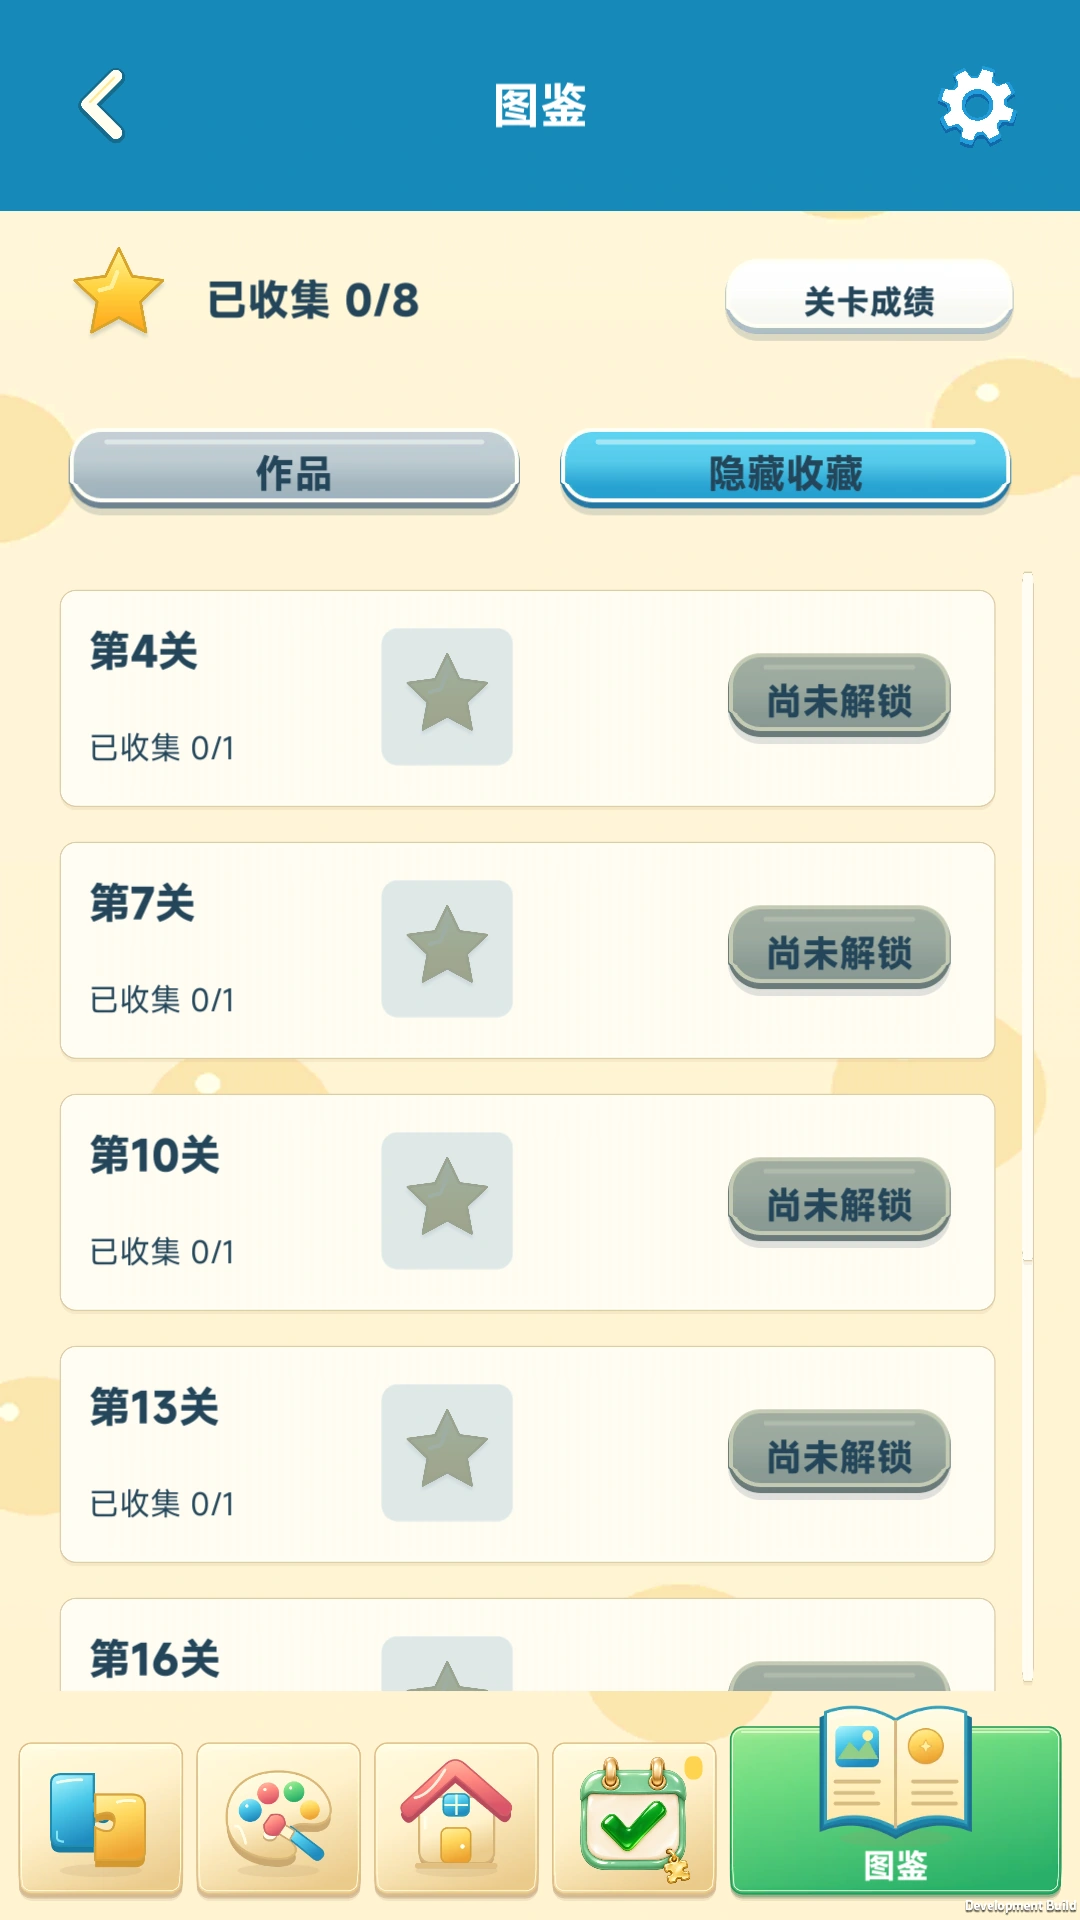 图鉴
已收集 0/8
关卡成绩
作品
隐藏收藏
第4关
已收集 0/1
尚未解锁
第7关
已收集 0/1
尚未解锁
第10关
已收集 0/1
尚未解锁
第13关
已收集 0/1
尚未解锁
第16关
图鉴
Development Build